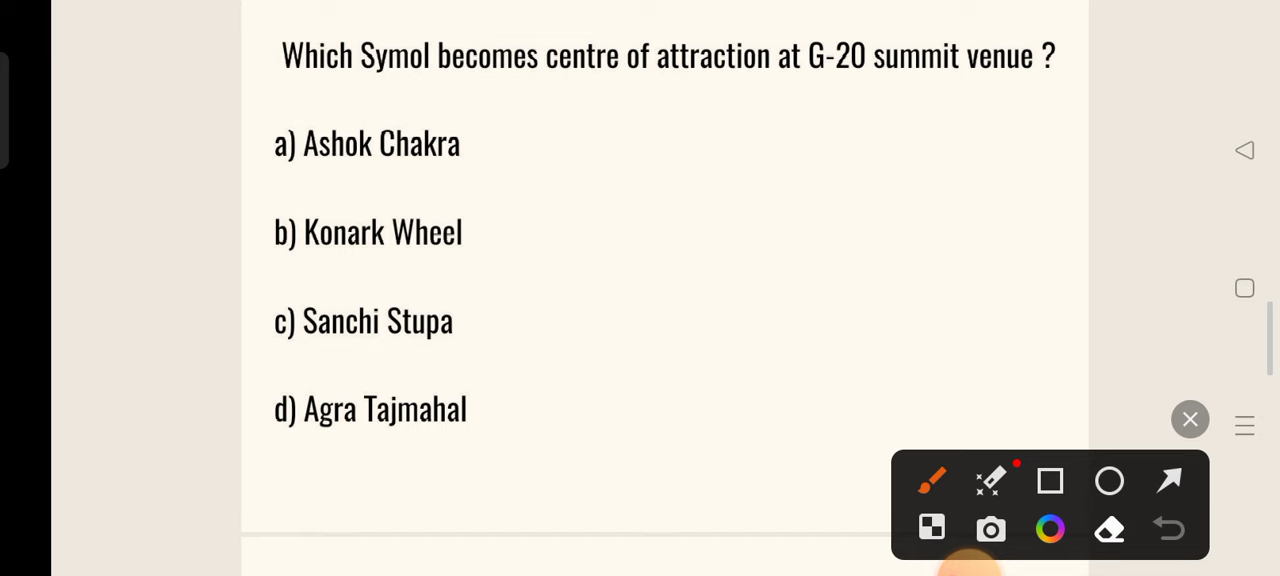 Which Symol becomes centre of attraction at G-20 summit venue ?
a) Ashok Chakra
b) Konark Wheel
c) Sanchi Stupa
d) Agra Tajmahal